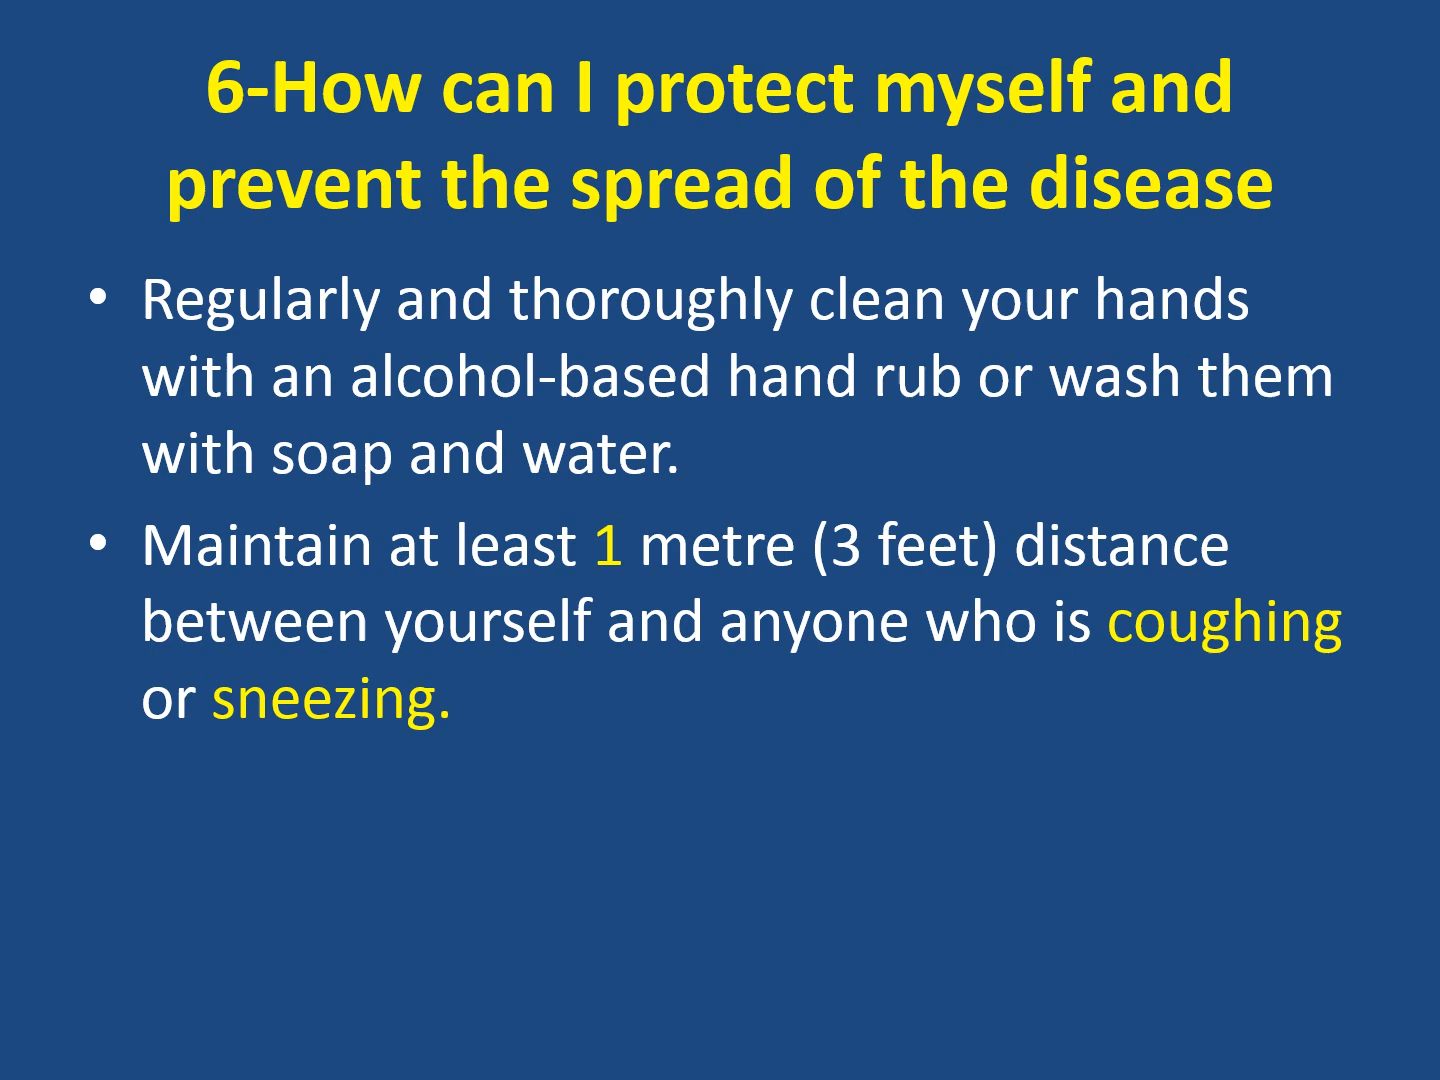 6-How can I protect myself and
prevent the spread of the disease
• Regularly and thoroughly clean your hands
with an alcohol-based hand rub or wash them
with soap and water.
• Maintain at least 1 metre (3 feet) distance
between yourself and anyone who is coughing
or sneezing.